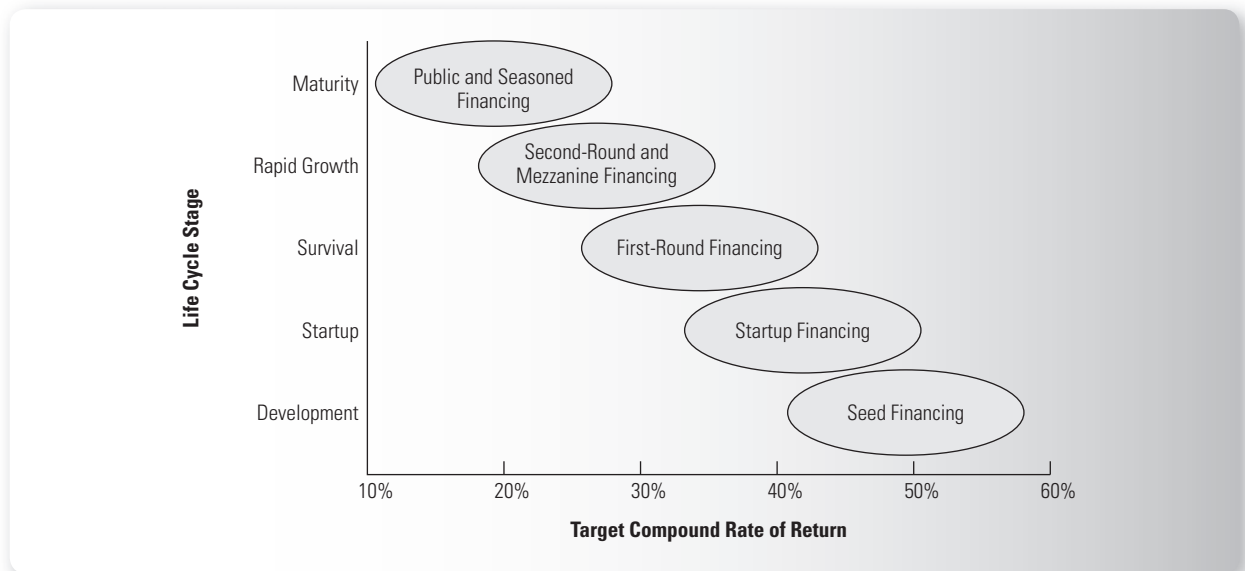 Maturity
Public and Seasoned
Financing
Rapid Growth
Second-Round and
Mezzanine Financing
Survival
First-Round Financing
Startup
Startup Financing
Development
Seed Financing
Life Cycle Stage
10%
20%
30%
40%
50%
60%
Target Compound Rate of Return